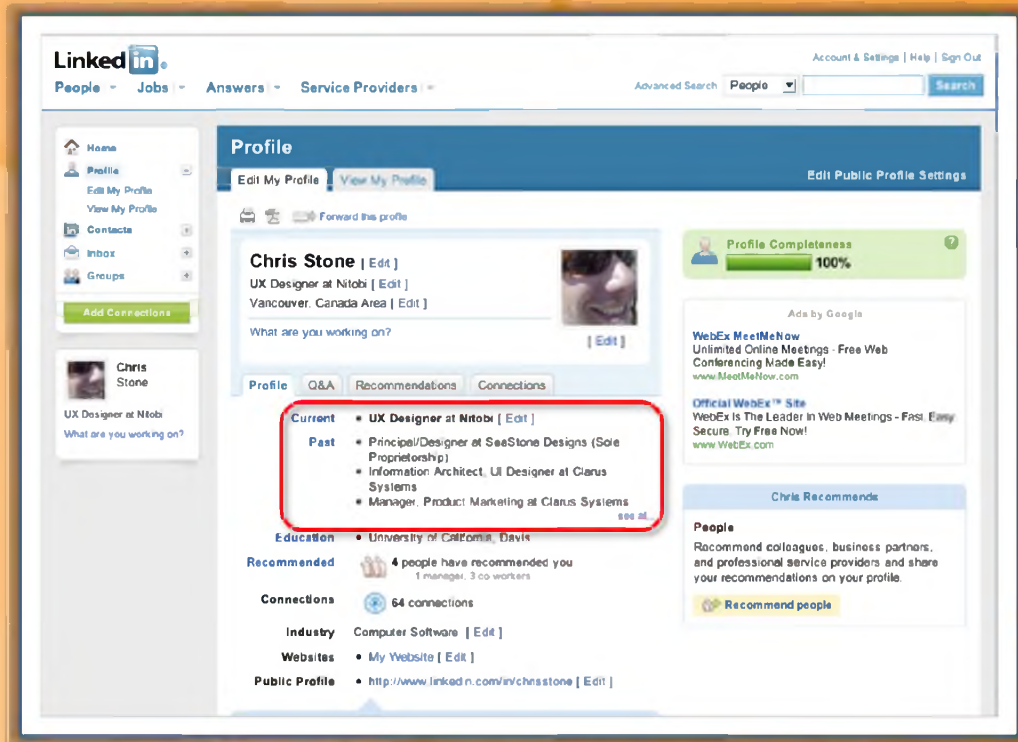 Linked in
Account & Settings | Help | Sign Out
People Jobs Answers Service Providers
Advanced Search People Search
Home
Profile
Edit My Profile
View My Profile
Contacts
Inbox
Groups
Add Connections
Chris
Stone
UX Designer at Nitobi
What are you working on?
Profile
Edit My Profile View My Profile
Edit Public Profile Settings
Forward this profile
Chris Stone [ Edit ]
UX Designer at Nitobi [ Edit ]
Vancouver, Canada Area [ Edit ]
What are you working on?
[ Edit ]
Profile Q&A Recommendations Connections
Current • UX Designer at Nitobi [ Edit ]
Past • Principal/Designer at SeaStone Designs (Sole
Proprietorship)
• Information Architect, UI Designer at Clarus
Systems
• Manager, Product Marketing at Clarus Systems
see al...
Education • University of California, Davis
Recommended 4 people have recommended you
1 manager, 3 co workers
Connections 64 connections
Industry Computer Software [ Edit ]
Websites • My Website [ Edit ]
Public Profile • http://www.linkedin.com/in/chrisstone [ Edit ]
Profile Completeness ?
100%
Ads by Google
WebEx MeetMeNow
Unlimited Online Meetings - Free Web
Conferencing Made Easy!
www.MeetMeNow.com
Official WebEx™ Site
WebEx Is The Leader In Web Meetings - Fast, Easy
Secure. Try Free Now!
www.WebEx.com
Chris Recommends
People
Recommend colleagues, business partners,
and professional service providers and share
your recommendations on your profile.
Recommend people